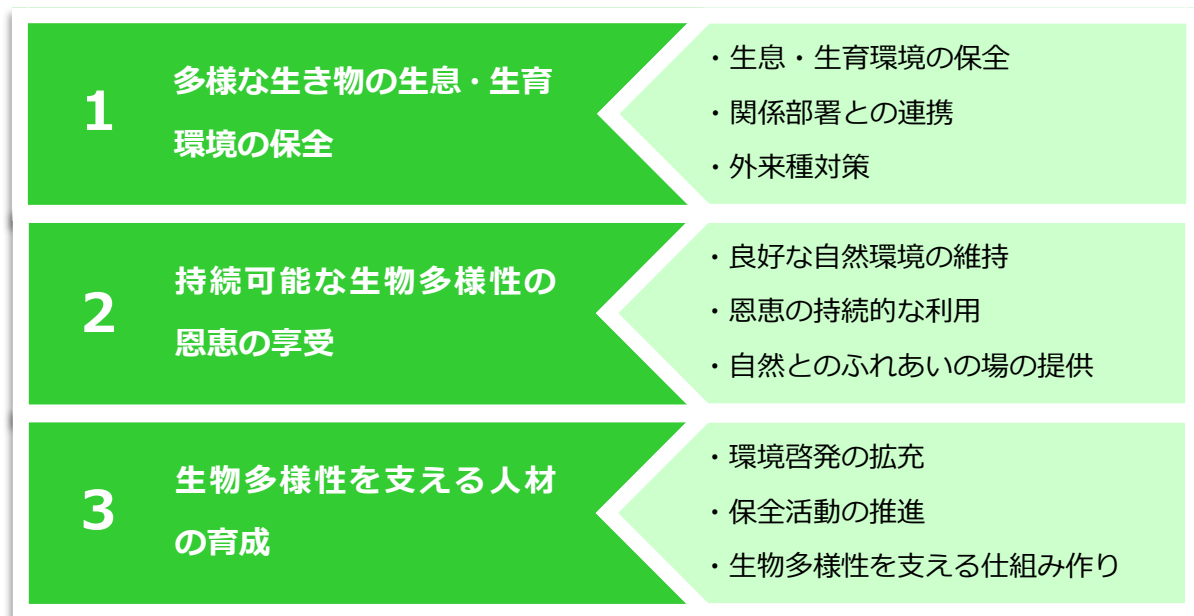 1
多様な生き物の生息・生育
環境の保全
・生息・生育環境の保全
・関係部署との連携
・外来種対策
2
持続可能な生物多様性の
恩恵の享受
・良好な自然環境の維持
・恩恵の持続的な利用
・自然とのふれあいの場の提供
3
生物多様性を支える人材
の育成
・環境啓発の拡充
・保全活動の推進
・生物多様性を支える仕組み作り